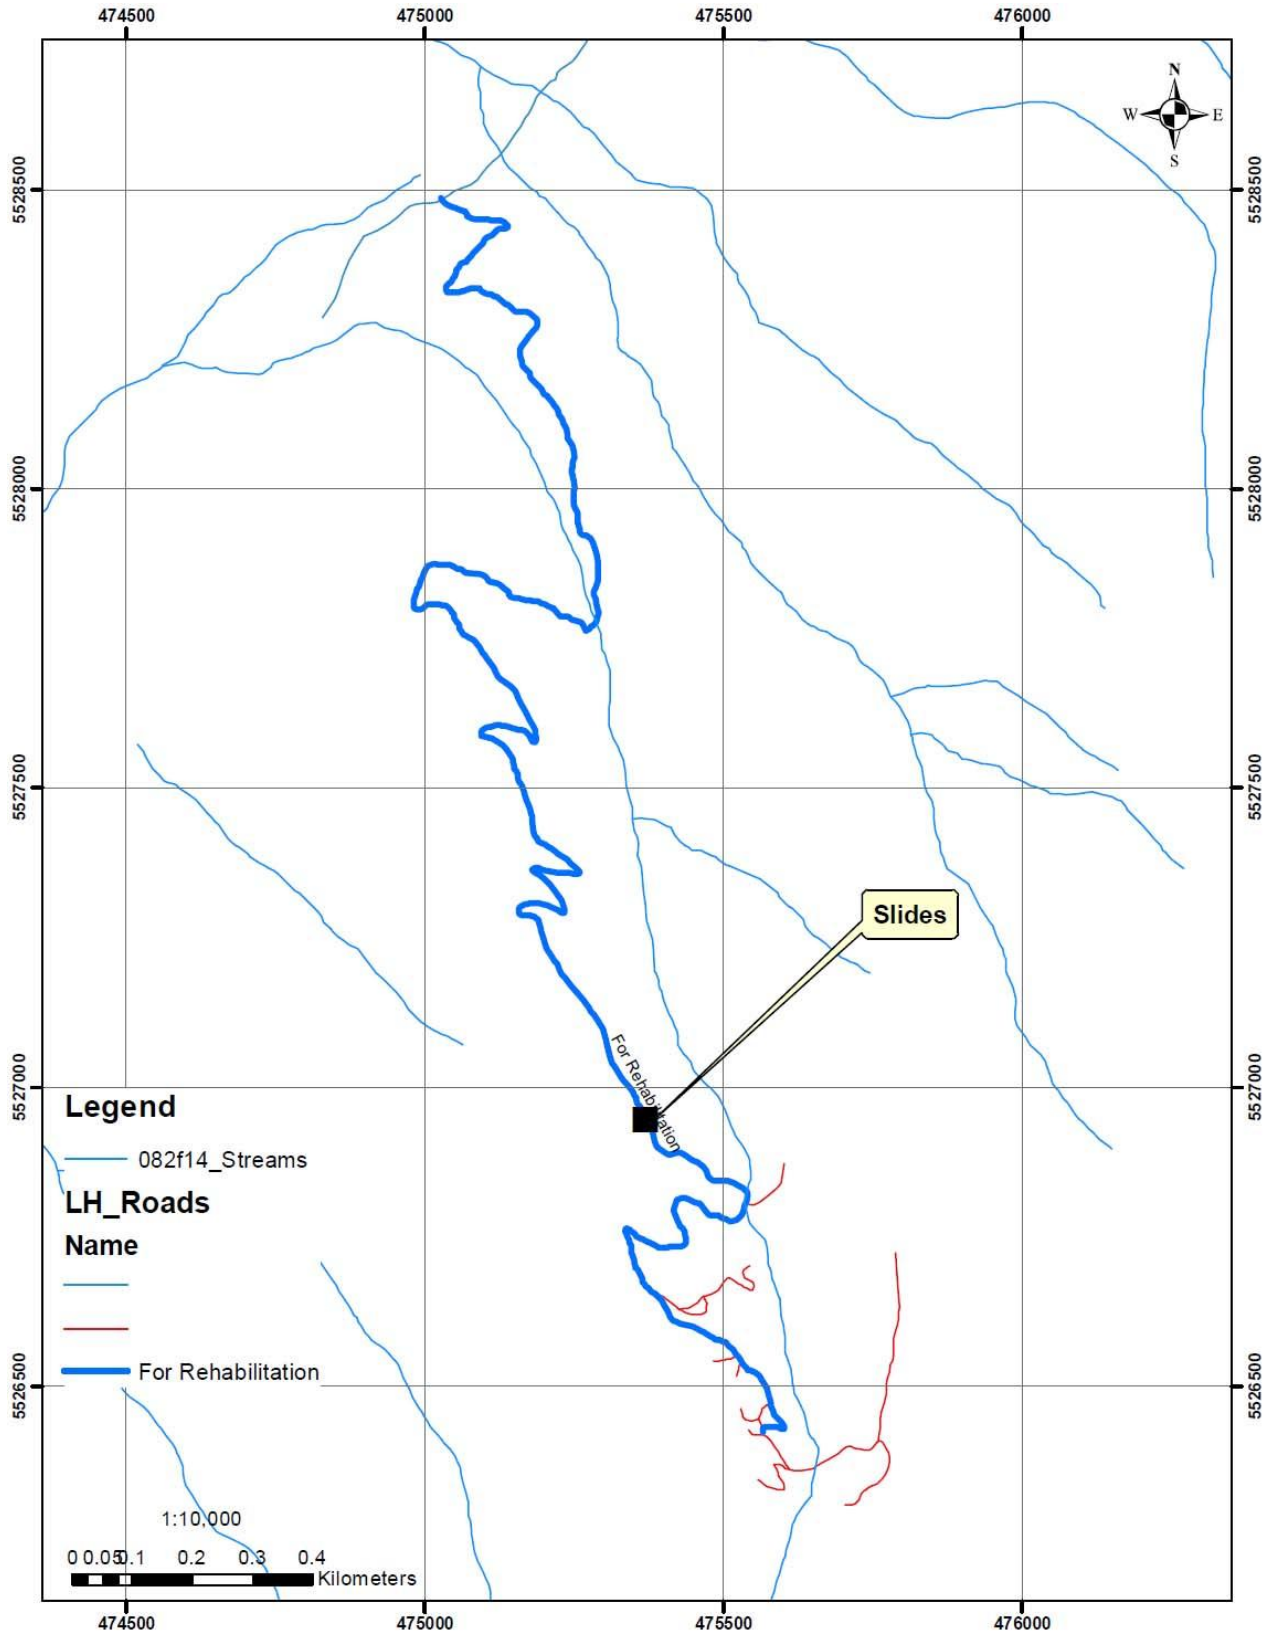 474500 475000 475500 476000
N
W E
S
5528500 5528500
5528000 5528000
5527500 5527500
Slides
For Rehabilitation
5527000 5527000
Legend
082f14_Streams
LH_Roads
Name
For Rehabilitation
5526500 5526500
1:10,000
0 0.05 0.1 0.2 0.3 0.4
Kilometers
474500 475000 475500 476000